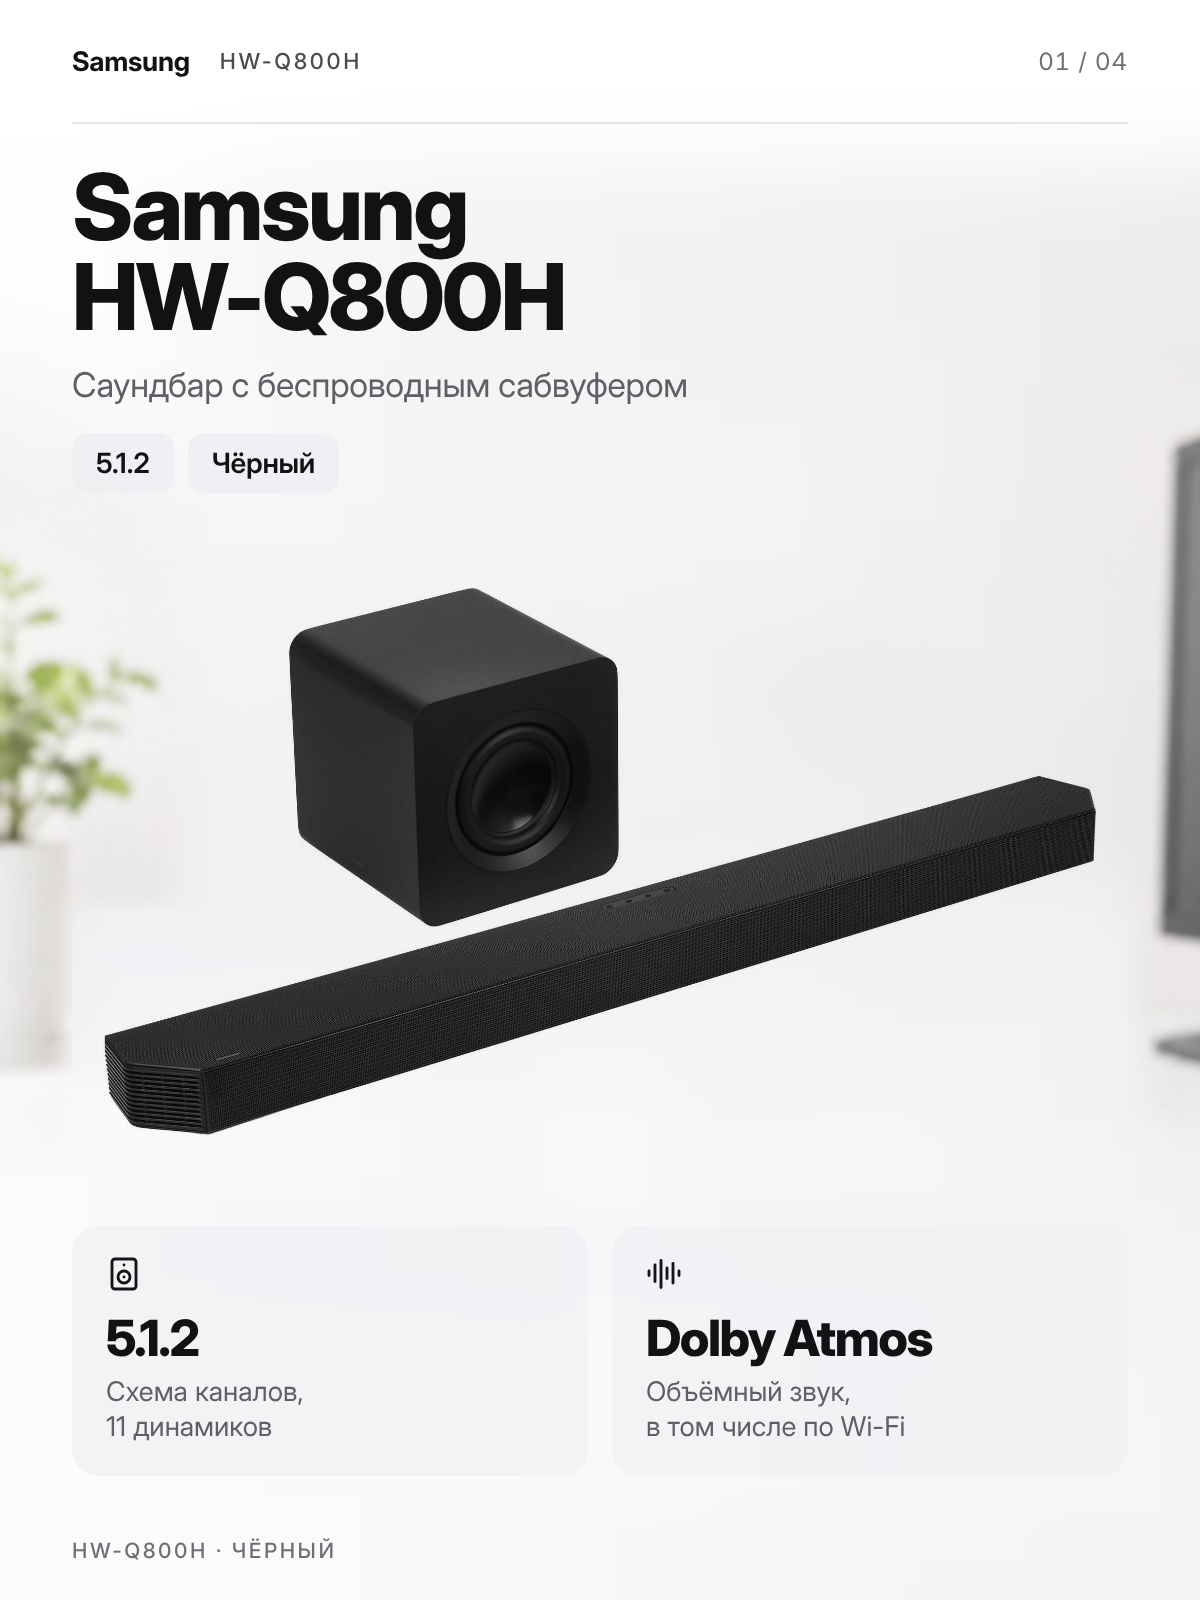 Samsung HW-Q800H 01 / 04
Samsung
HW-Q800H
Саундбар с беспроводным сабвуфером
5.1.2 Чёрный
5.1.2
Схема каналов,
11 динамиков
Dolby Atmos
Объёмный звук,
в том числе по Wi-Fi
HW-Q800H · ЧЁРНЫЙ